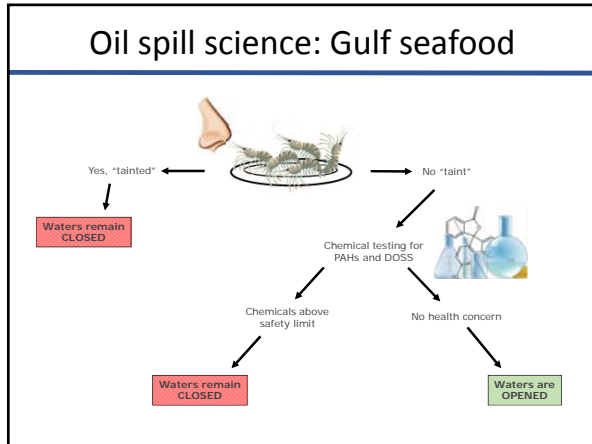 Oil spill science: Gulf seafood
Yes, "tainted"
No "taint"
Waters remain
CLOSED
Chemical testing for
PAHs and DOSS
Chemicals above
safety limit
No health concern
Waters remain
CLOSED
Waters are
OPENED